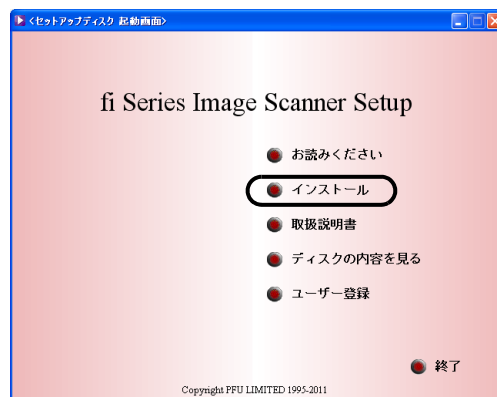 <セットアップディスク 起動画面>
fi Series Image Scanner Setup
お読みください
インストール
取扱説明書
ディスクの内容を見る
ユーザー登録
終了
Copyright PFU LIMITED 1995-2011